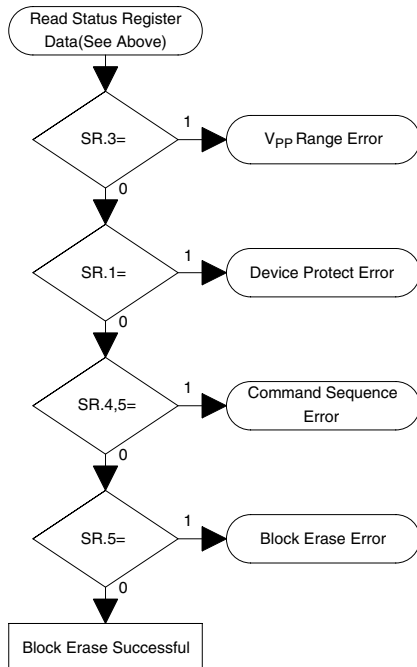 Read Status Register
Data(See Above)
SR.3=
1
VPP Range Error
0
SR.1=
1
Device Protect Error
0
SR.4,5=
1
Command Sequence
Error
0
SR.5=
1
Block Erase Error
0
Block Erase Successful